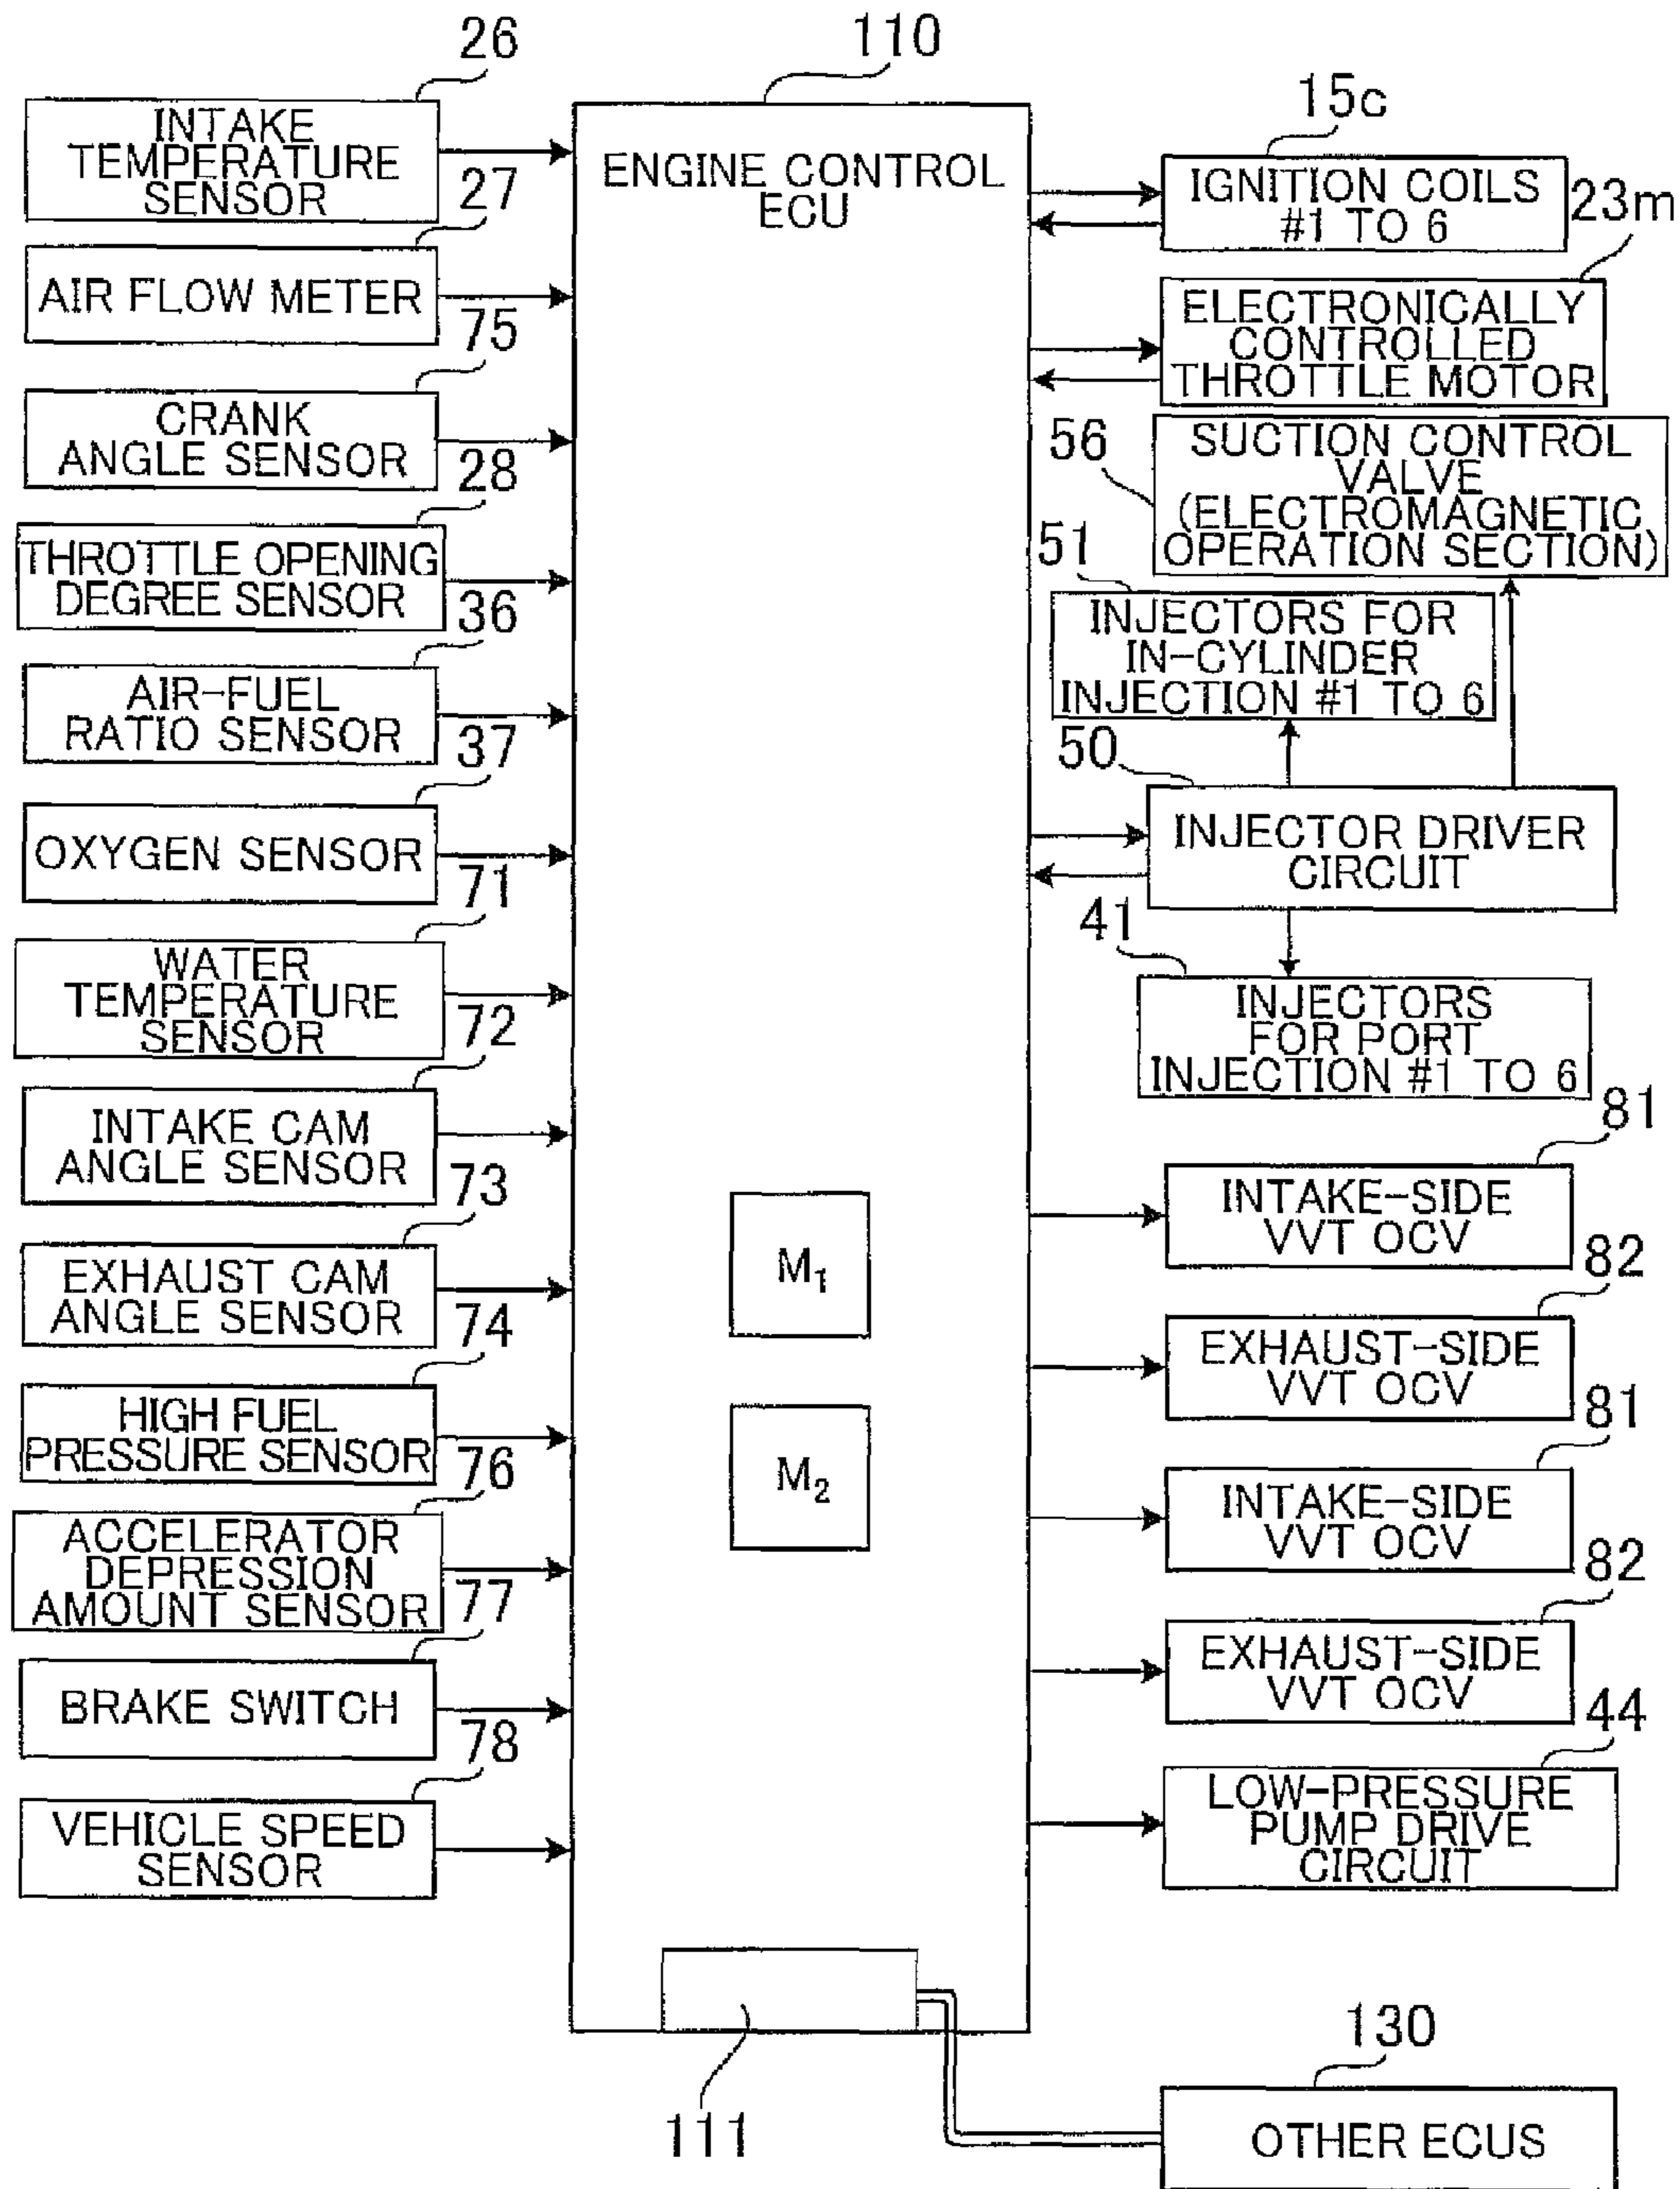 26
INTAKE
TEMPERATURE
SENSOR
27
AIR FLOW METER
75
CRANK
ANGLE SENSOR
28
THROTTLE OPENING
DEGREE SENSOR
36
AIR-FUEL
RATIO SENSOR
37
OXYGEN SENSOR
71
WATER
TEMPERATURE
SENSOR
72
INTAKE CAM
ANGLE SENSOR
73
EXHAUST CAM
ANGLE SENSOR
74
HIGH FUEL
PRESSURE SENSOR
76
ACCELERATOR
DEPRESSION
AMOUNT SENSOR
77
BRAKE SWITCH
78
VEHICLE SPEED
SENSOR
110
ENGINE CONTROL
ECU
M1
M2
111
15c
IGNITION COILS
#1 TO 6
23m
ELECTRONICALLY
CONTROLLED
THROTTLE MOTOR
56
SUCTION CONTROL
VALVE
(ELECTROMAGNETIC
OPERATION SECTION)
51
INJECTORS FOR
IN-CYLINDER
INJECTION #1 TO 6
50
INJECTOR DRIVER
CIRCUIT
41
INJECTORS
FOR PORT
INJECTION #1 TO 6
81
INTAKE-SIDE
VVT OCV
82
EXHAUST-SIDE
VVT OCV
81
INTAKE-SIDE
VVT OCV
82
EXHAUST-SIDE
VVT OCV
44
LOW-PRESSURE
PUMP DRIVE
CIRCUIT
130
OTHER ECUS